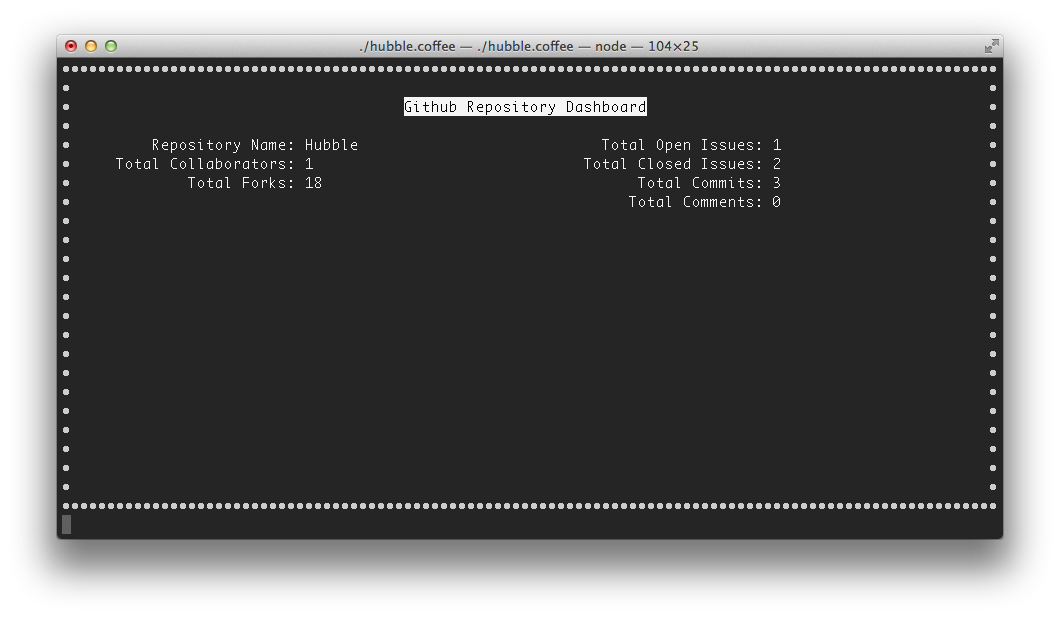 ./hubble.coffee — ./hubble.coffee — node — 104×25
Github Repository Dashboard
Repository Name: Hubble
Total Collaborators: 1
Total Forks: 18
Total Open Issues: 1
Total Closed Issues: 2
Total Commits: 3
Total Comments: 0